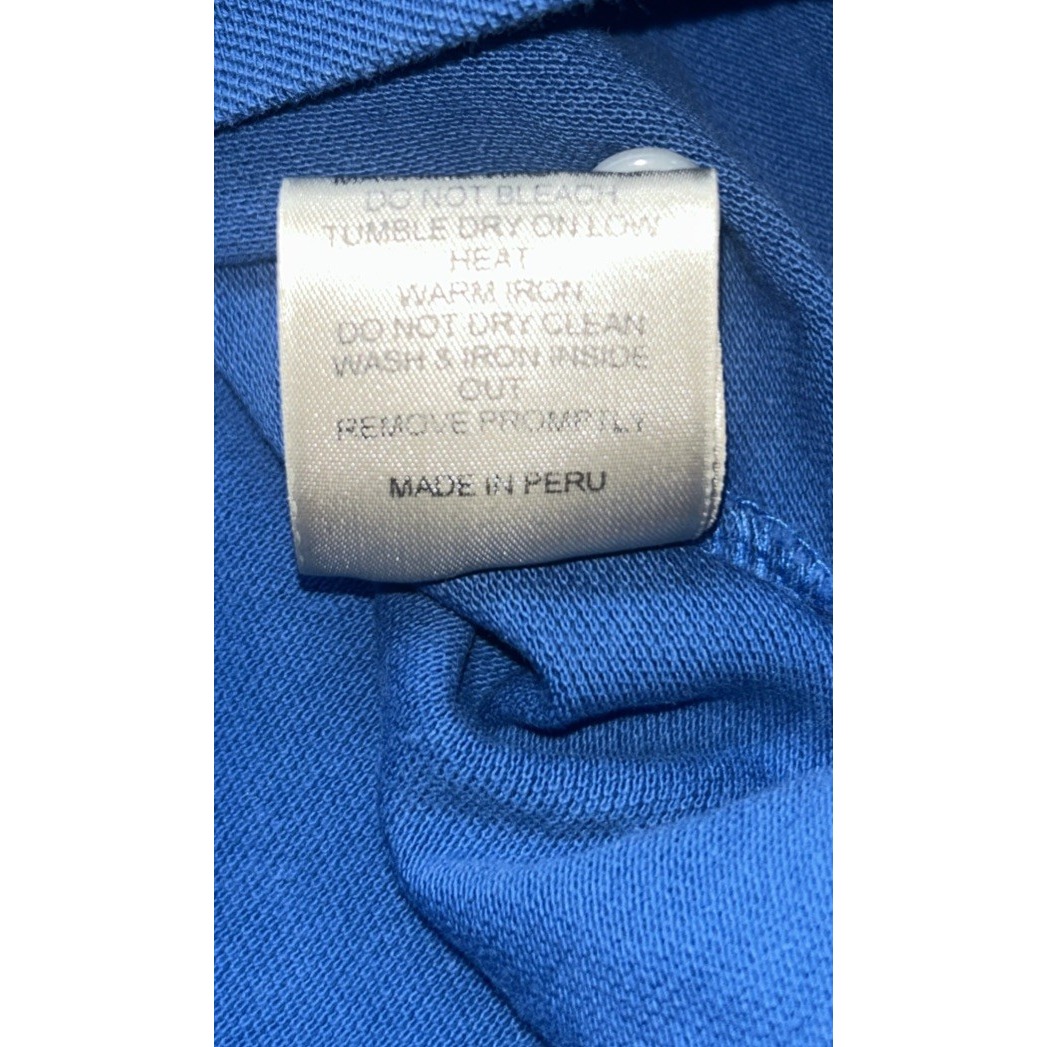 DO NOT BLEACH
TUMBLE DRY ON LOW
HEAT
WARM IRON
DO NOT DRY CLEAN
WASH & IRON INSIDE
OUT
REMOVE PROMPTLY
MADE IN PERU